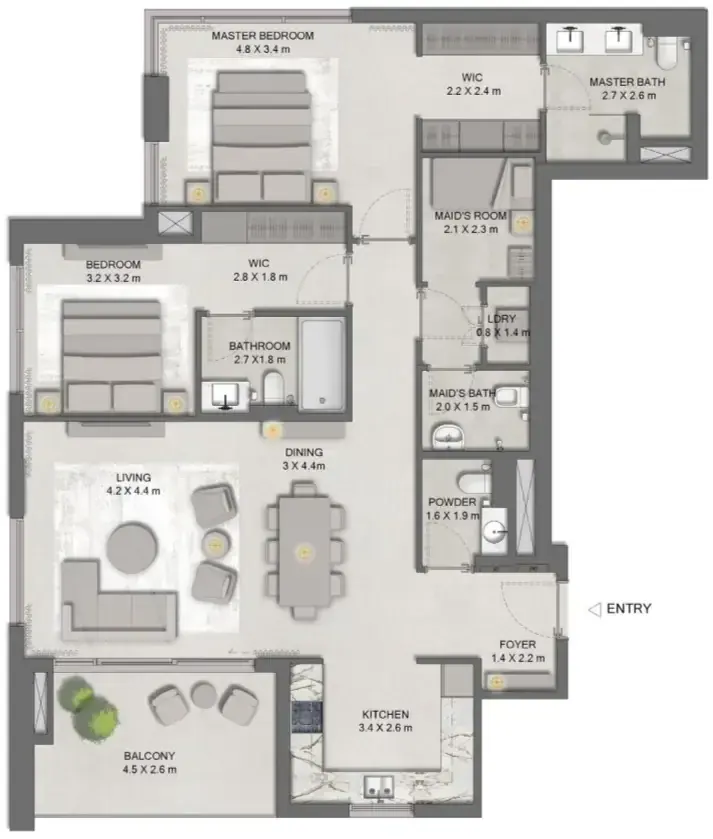 MASTER BEDROOM
4.8 X 3.4 m
WIC
2.2 X 2.4 m
MASTER BATH
2.7 X 2.6 m
MAID'S ROOM
2.1 X 2.3 m
BEDROOM
3.2 X 3.2 m
WIC
2.8 X 1.8 m
LDRY
0.8 X 1.4 m
BATHROOM
2.7 X1.8 m
MAID'S BATH
2.0 X 1.5 m
DINING
3 X 4.4m
LIVING
4.2 X 4.4 m
POWDER
1.6 X 1.9 m
ENTRY
FOYER
1.4 X 2.2 m
KITCHEN
3.4 X 2.6 m
BALCONY
4.5 X 2.6 m